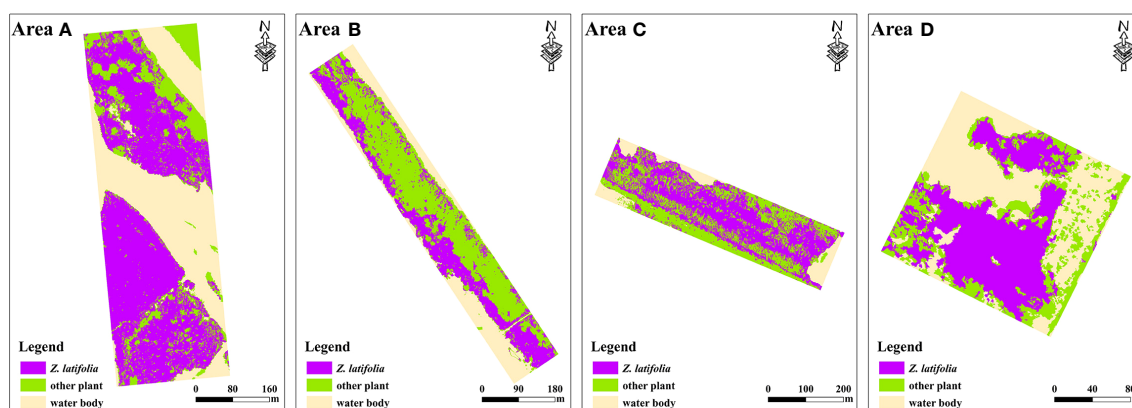 Area A
N
Legend
Z. latifolia
other plant
water body
0 80 160
m
Area B
N
Legend
Z. latifolia
other plant
water body
0 90 180
m
Area C
N
Legend
Z. latifolia
other plant
water body
0 100 200
m
Area D
N
Legend
Z. latifolia
other plant
water body
0 40 80